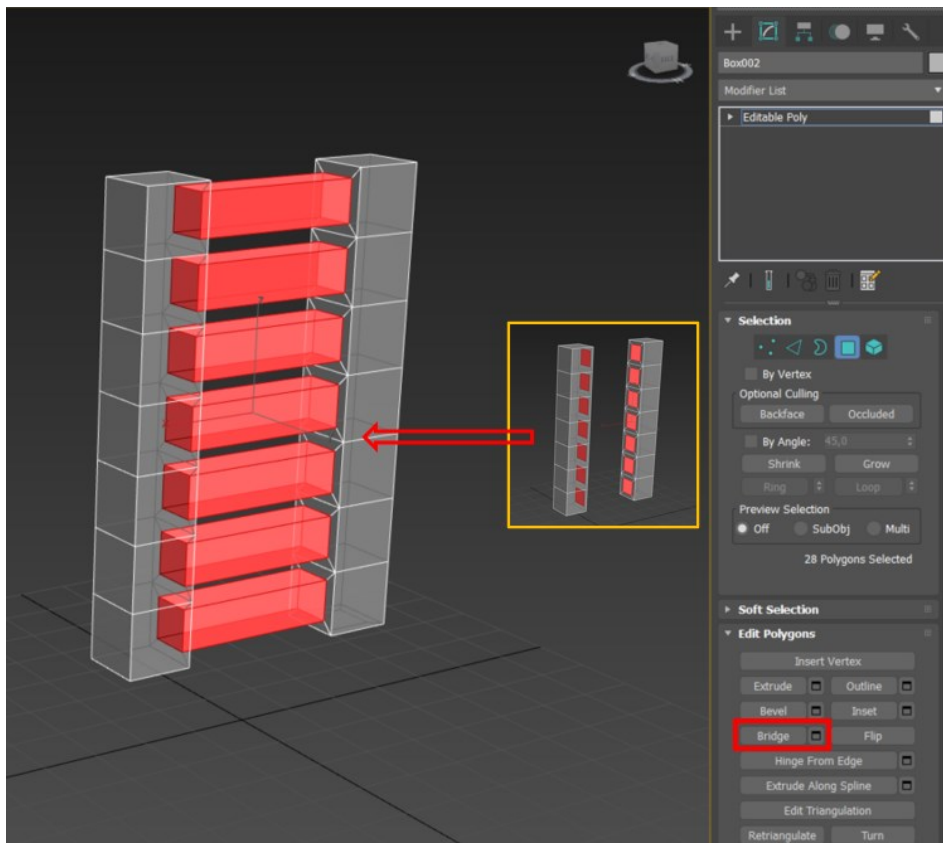 Box002
Modifier List
Editable Poly
Selection
By Vertex
Optional Culling
Backface Occluded
By Angle: 45,0
Shrink Grow
Ring Loop
Preview Selection
Off SubObj Multi
28 Polygons Selected
Soft Selection
Edit Polygons
Insert Vertex
Extrude Outline
Bevel Inset
Bridge Flip
Hinge From Edge
Extrude Along Spline
Edit Triangulation
Retriangulate Turn